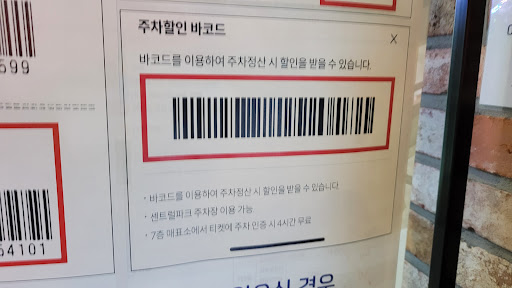 주차할인 바코드
X
바코드를 이용하여 주차정산 시 할인을 받을 수 있습니다.
599
· 바코드를 이용하여 주차정산 시 할인을 받을 수 있습니다
· 센트럴파크 주차장 이용 가능
· 7층 매표소에서 티켓에 주차 인증 시 4시간 무료
54101